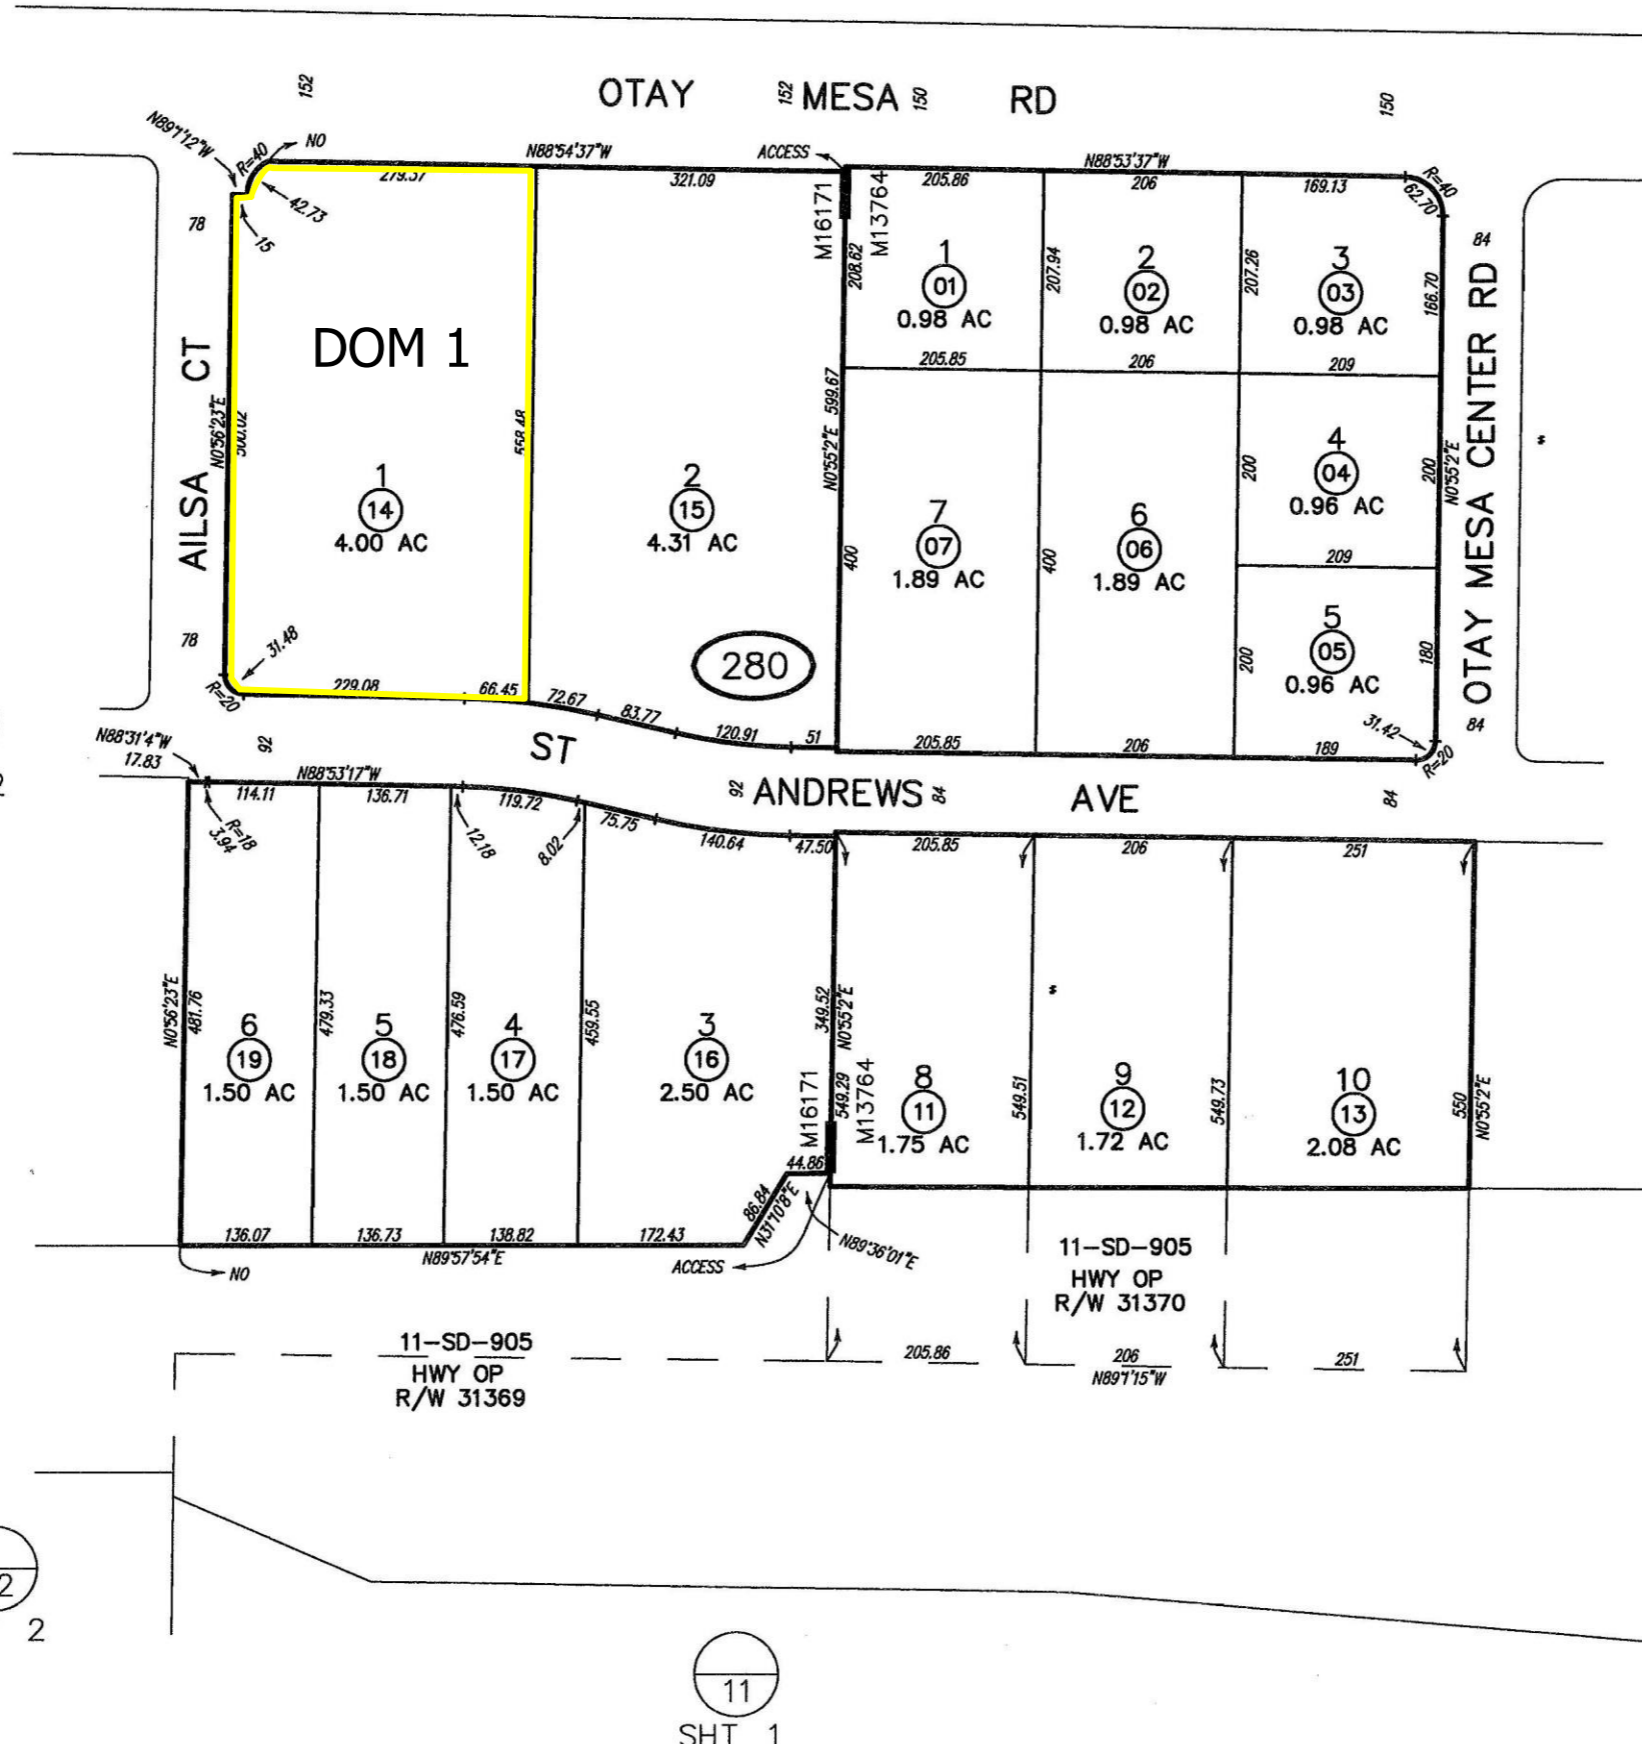 152
OTAY MESA RD
152
150
150
N89°1'12"W
R=40
NO
N88°54'37"W
ACCESS
N88°53'37"W
R=40
279.37
321.09
205.86
206
169.13
62.70
42.73
15
78
84
M16171
M13764
208.62
207.94
207.26
166.70
1
01
0.98 AC
2
02
0.98 AC
3
03
0.98 AC
DOM 1
205.85
206
209
AILSA CT
N0°56'23"E
558.48
N0°55'2"E 599.67
OTAY MESA CENTER RD
1
14
4.00 AC
2
15
4.31 AC
7
07
1.89 AC
400
6
06
1.89 AC
400
4
04
0.96 AC
200
200
N0°55'2"E
209
5
05
0.96 AC
200
180
280
78
31.48
R=20
229.08
66.45
72.67
83.77
120.91
51
205.85
206
189
31.42
R=20
84
N88°31'4"W
17.83
92
ST ANDREWS AVE
92
84
84
N88°53'17"W
114.11
136.71
119.72
75.75
140.64
47.50
205.85
206
251
R=18
3.94
12.18
8.02
N0°56'23"E
481.76
479.33
476.59
459.55
349.52
N0°55'2"E
549.29
549.51
549.73
550
N0°55'2"E
6
19
1.50 AC
5
18
1.50 AC
4
17
1.50 AC
3
16
2.50 AC
M16171
M13764
8
11
1.75 AC
9
12
1.72 AC
10
13
2.08 AC
44.86
86.84
N31°10'8"E
N89°36'01"E
136.07
136.73
138.82
172.43
N89°57'54"E
NO
ACCESS
11-SD-905
HWY OP
R/W 31370
11-SD-905
HWY OP
R/W 31369
205.86
206
251
N89°1'15"W
2
2
11
SHT 1